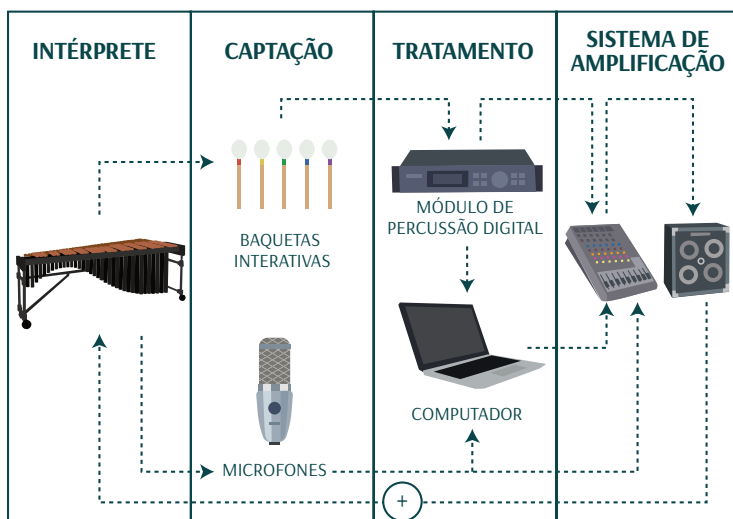 INTÉRPRETE
CAPTAÇÃO
TRATAMENTO
SISTEMA DE
AMPLIFICAÇÃO
BAQUETAS
INTERATIVAS
MÓDULO DE
PERCUSSÃO DIGITAL
COMPUTADOR
MICROFONES
+